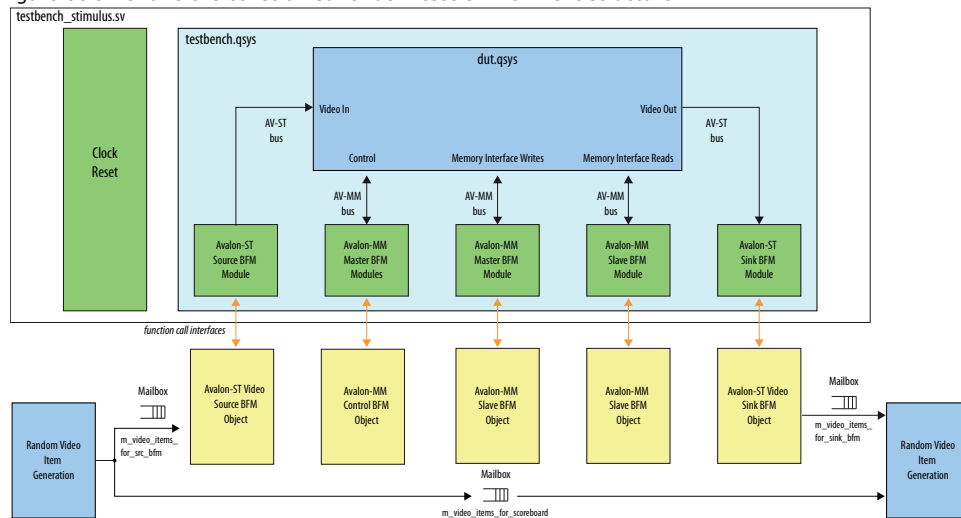 testbench_stimulus.sv
testbench.qsys
dut.qsys
Video In
Video Out
AV-ST
bus
AV-ST
bus
Clock
Reset
Control
Memory Interface Writes
Memory Interface Reads
AV-MM
bus
AV-MM
bus
AV-MM
bus
Avalon-ST
Source BFM
Module
Avalon-MM
Master BFM
Modules
Avalon-MM
Master BFM
Module
Avalon-MM
Slave BFM
Module
Avalon-ST
Sink BFM
Module
function call interfaces
Avalon-ST Video
Source BFM
Object
Avalon-MM
Control BFM
Object
Avalon-MM
Slave BFM
Object
Avalon-MM
Slave BFM
Object
Avalon-ST Video
Sink BFM
Object
Mailbox
m_video_items_
for_src_bfm
Mailbox
m_video_items_
for_sink_bfm
Random Video
Item
Generation
Random Video
Item
Generation
Mailbox
m_video_items_for_scoreboard